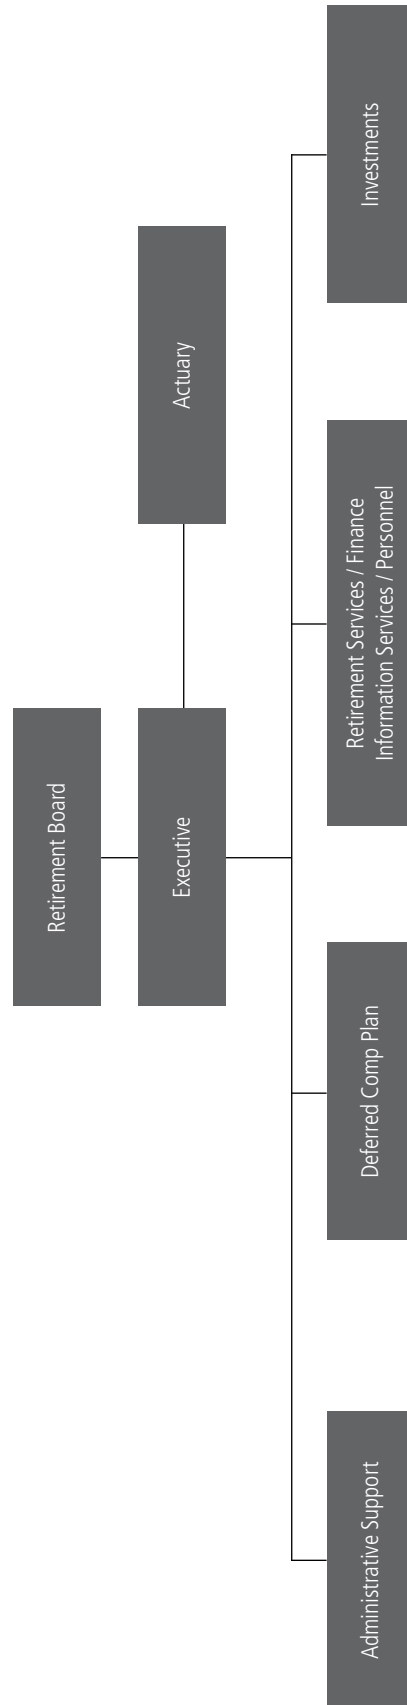 Retirement Board
Executive
Actuary
Administrative Support
Deferred Comp Plan
Retirement Services / Finance
Information Services / Personnel
Investments